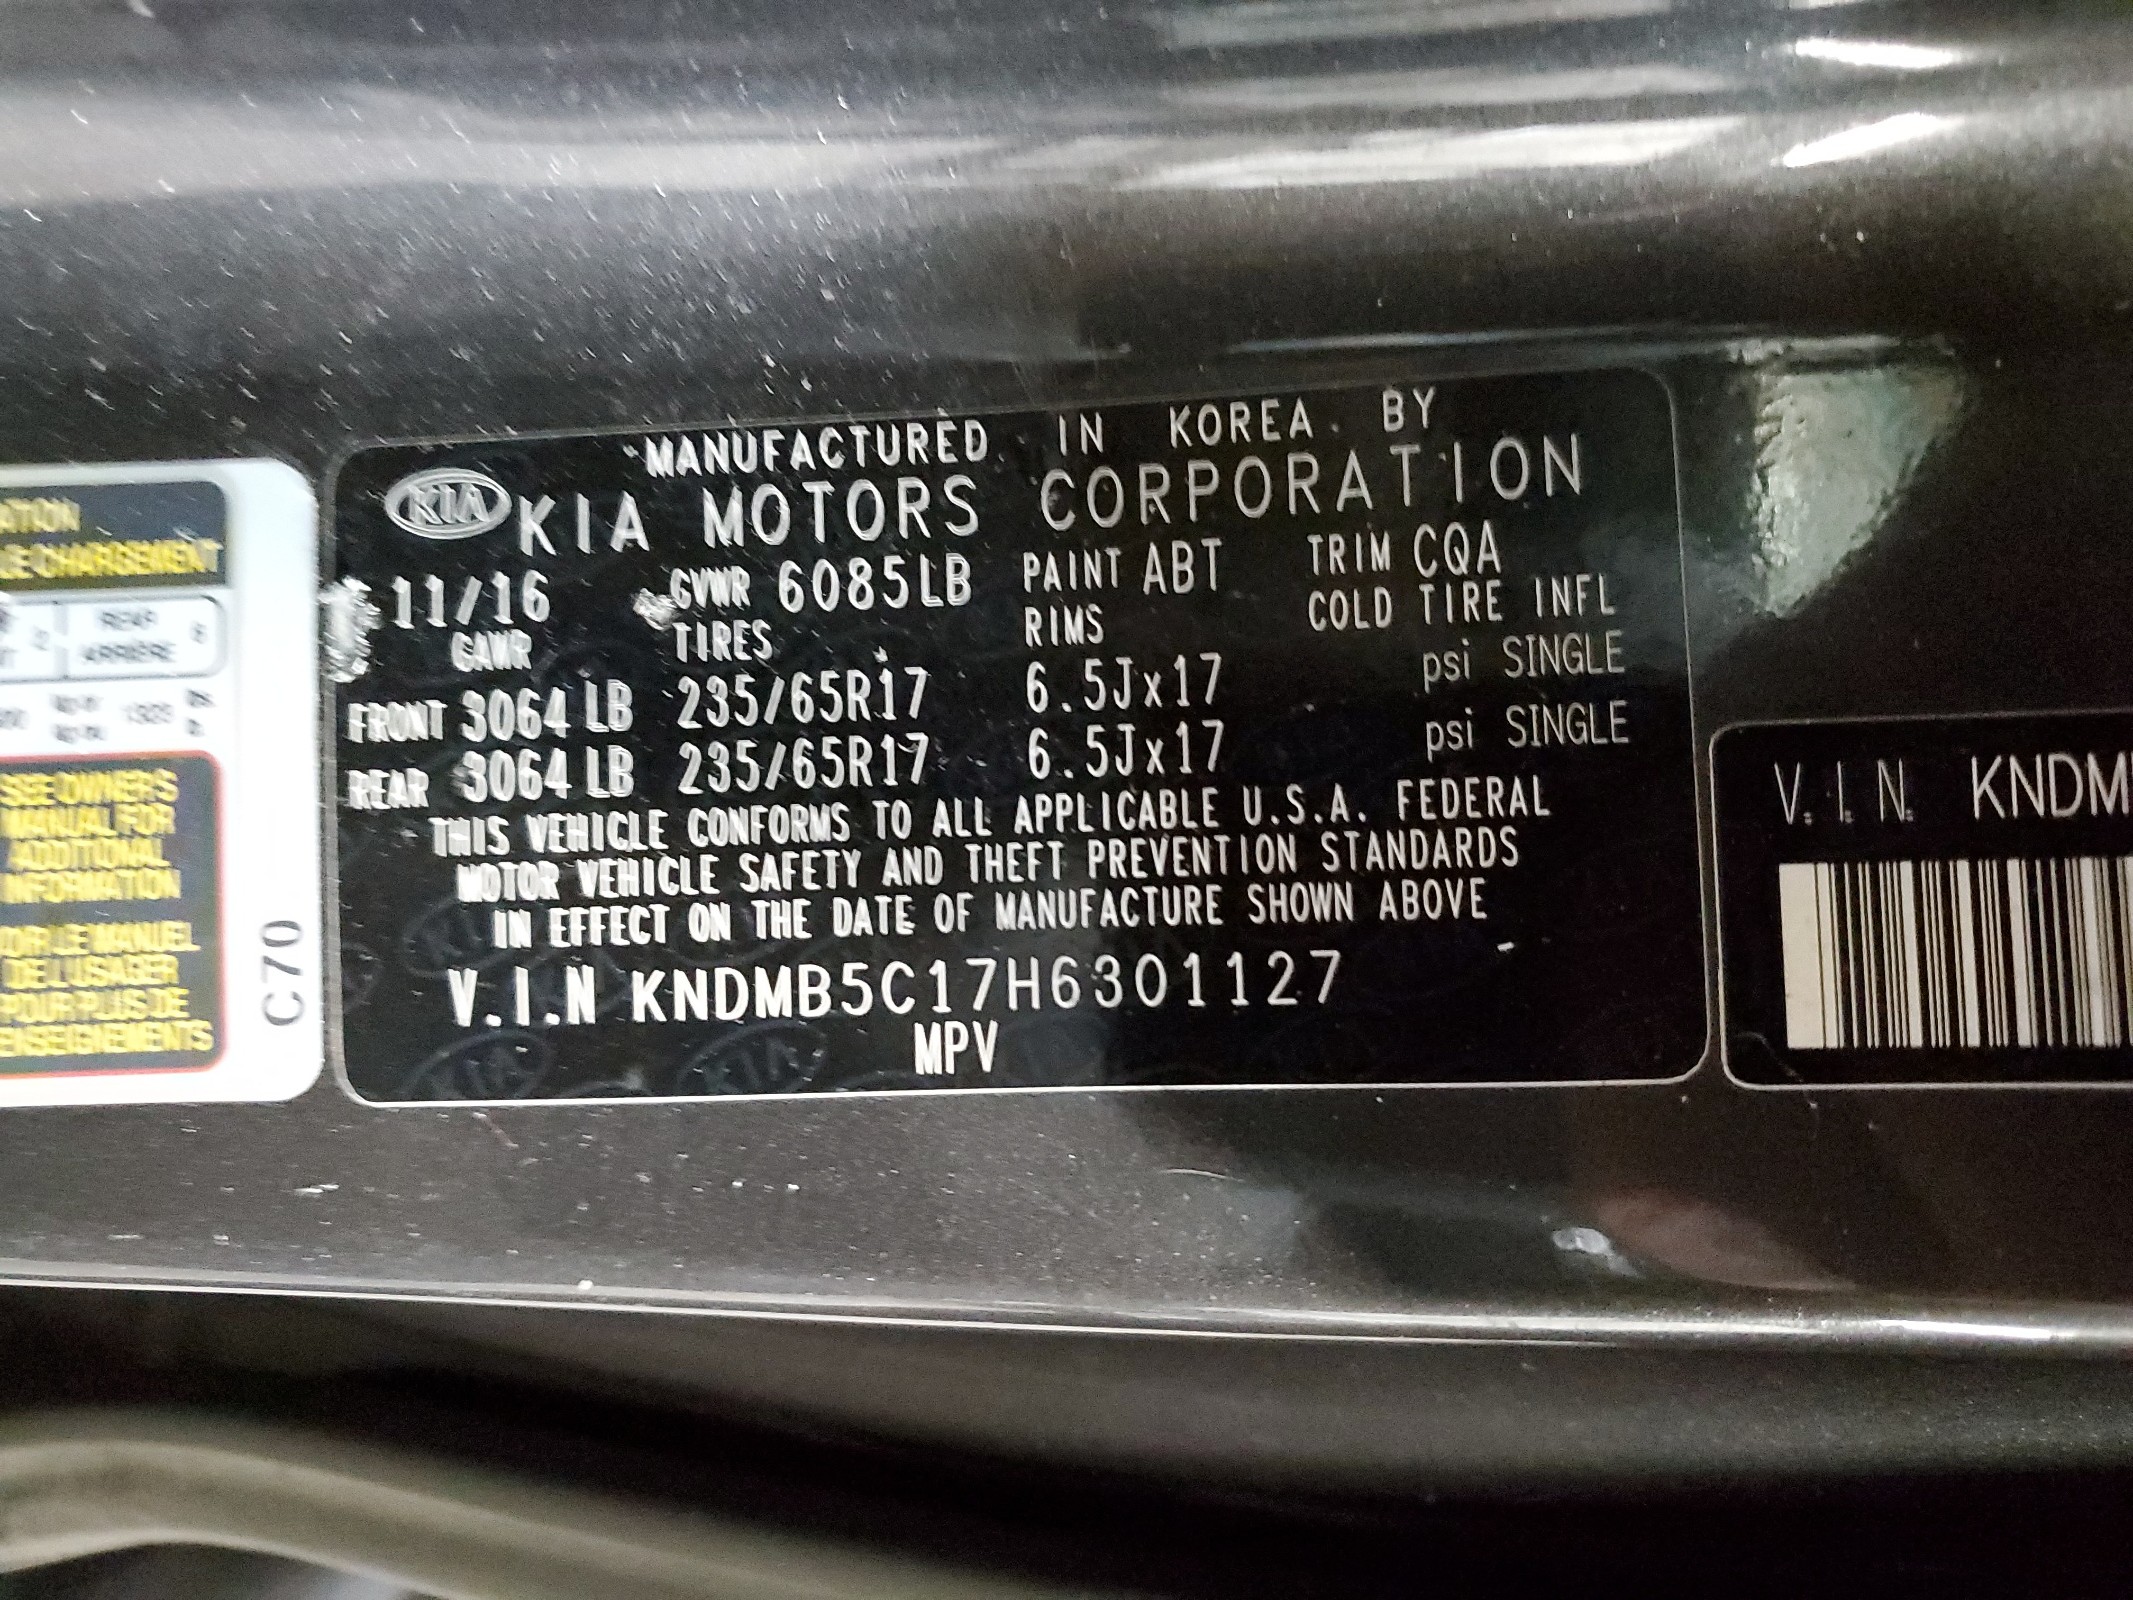 MANUFACTURED IN KOREA. BY
KIA KIA MOTORS CORPORATION
11/16 GVWR 6085LB PAINT ABT TRIM CQA
GAWR TIRES RIMS COLD TIRE INFL
FRONT 3064 LB 235/65R17 6.5Jx17 psi SINGLE
REAR 3064 LB 235/65R17 6.5Jx17 psi SINGLE
THIS VEHICLE CONFORMS TO ALL APPLICABLE U.S.A. FEDERAL
MOTOR VEHICLE SAFETY AND THEFT PREVENTION STANDARDS
IN EFFECT ON THE DATE OF MANUFACTURE SHOWN ABOVE
V.I.N KNDMB5C17H6301127
MPV
CHARGEMENT
REAR
ARRIÈRE
SEE OWNER'S
MANUAL FOR
ADDITIONAL
INFORMATION
LE MANUEL
DE L'USAGER
POUR PLUS DE
C70
V.I.N. KNDM